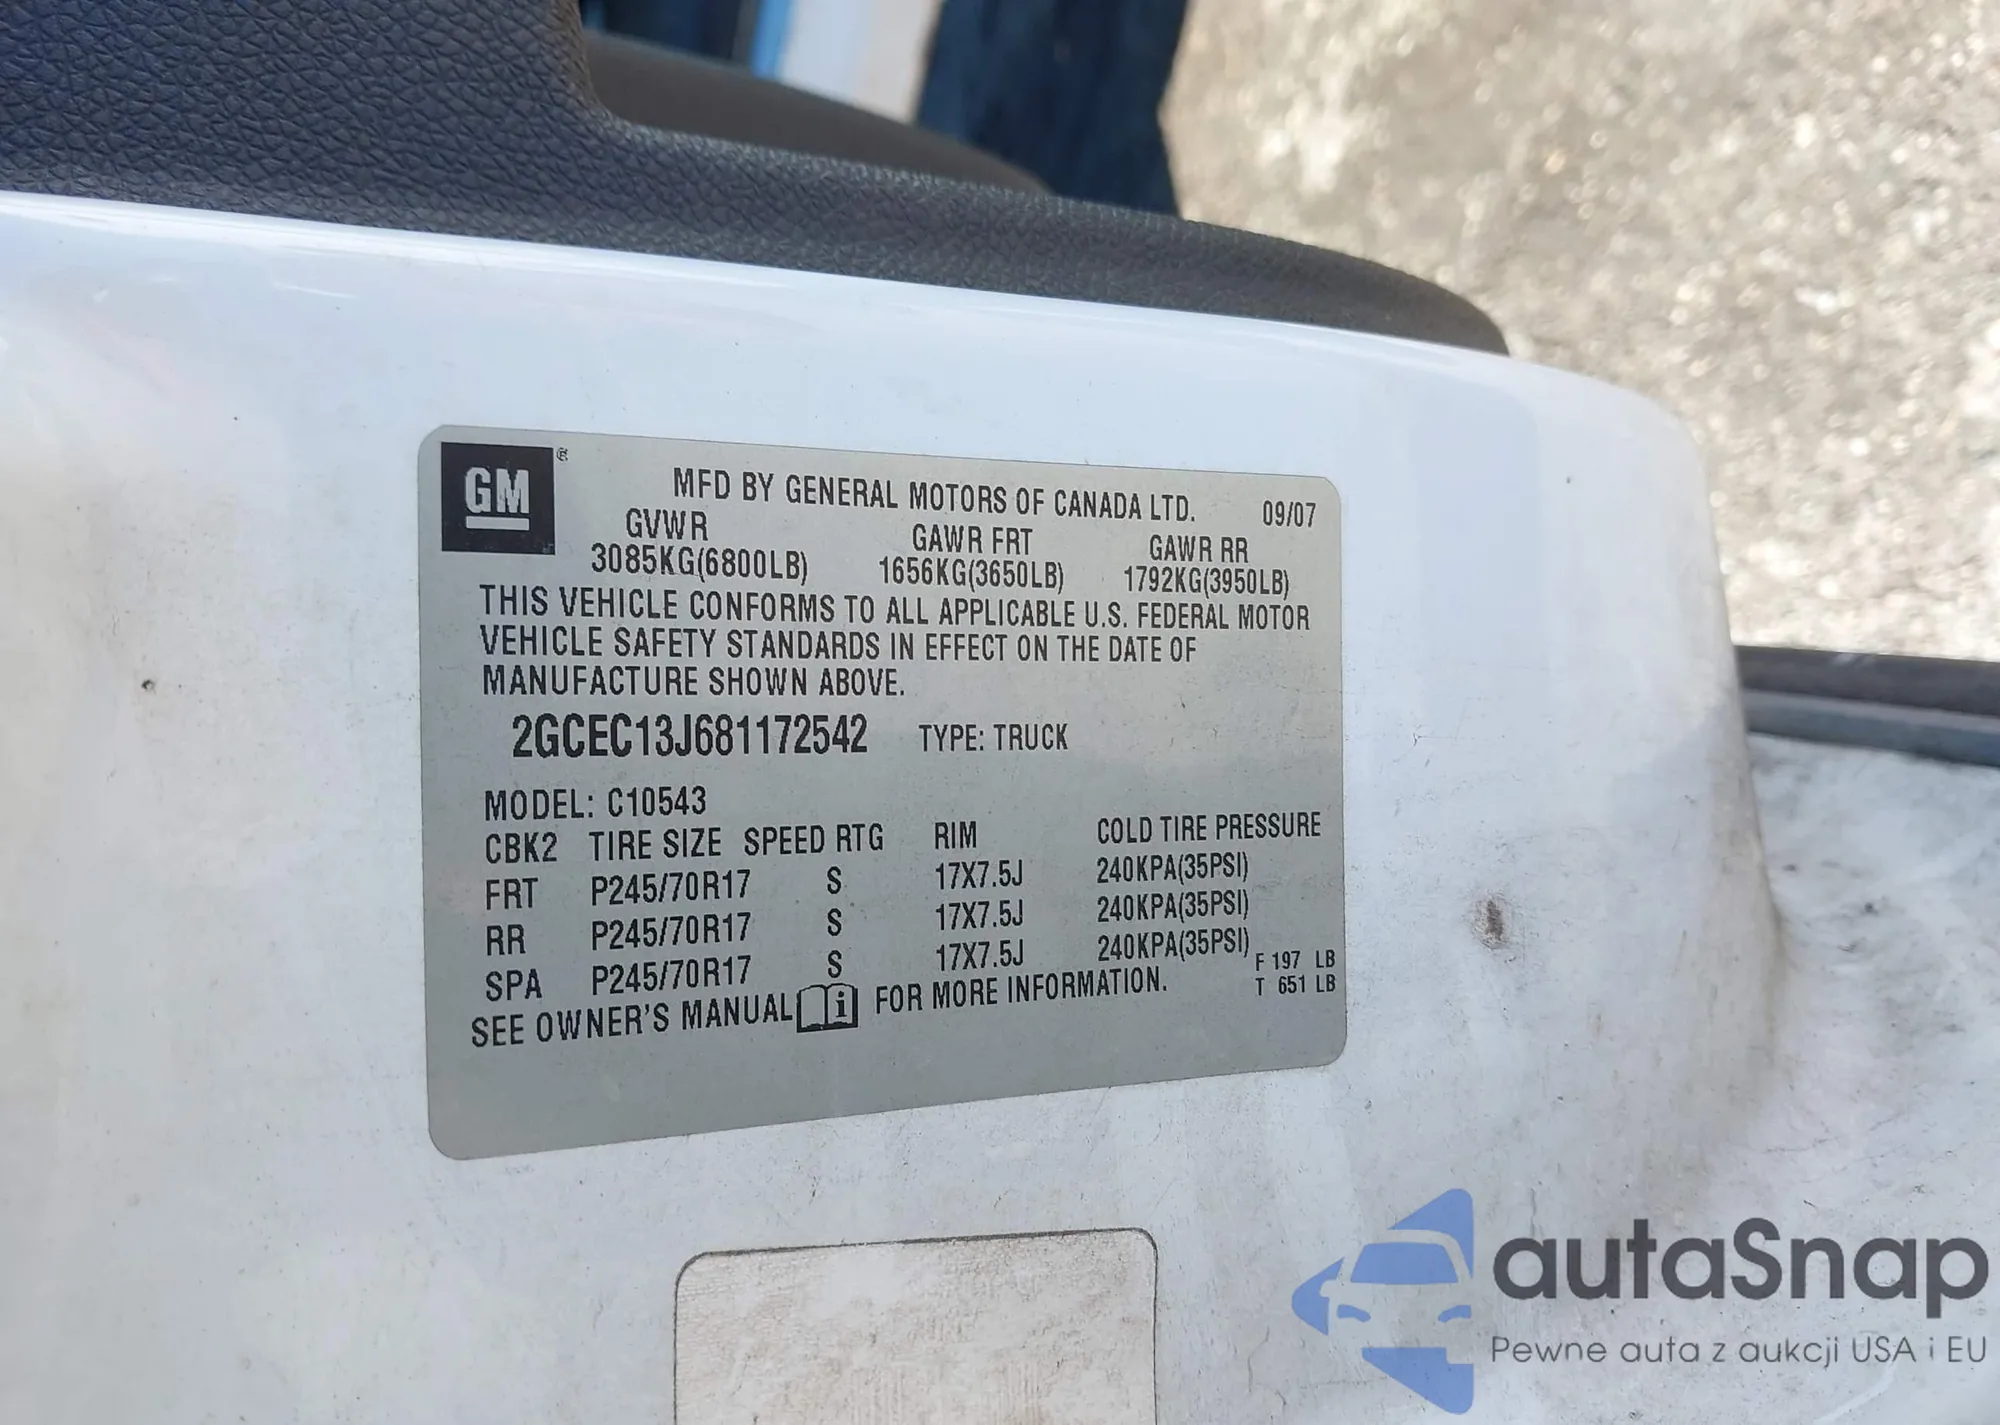 GM®
MFD BY GENERAL MOTORS OF CANADA LTD. 09/07
GVWR GAWR FRT GAWR RR
3085KG(6800LB) 1656KG(3650LB) 1792KG(3950LB)
THIS VEHICLE CONFORMS TO ALL APPLICABLE U.S. FEDERAL MOTOR
VEHICLE SAFETY STANDARDS IN EFFECT ON THE DATE OF
MANUFACTURE SHOWN ABOVE.
2GCEC13J681172542 TYPE: TRUCK
MODEL: C10543
CBK2 TIRE SIZE SPEED RTG RIM COLD TIRE PRESSURE
FRT P245/70R17 S 17X7.5J 240KPA(35PSI)
RR P245/70R17 S 17X7.5J 240KPA(35PSI)
SPA P245/70R17 S 17X7.5J 240KPA(35PSI)
F 197 LB
T 651 LB
SEE OWNER'S MANUAL i FOR MORE INFORMATION.
autaSnap
Pewne auta z aukcji USA i EU